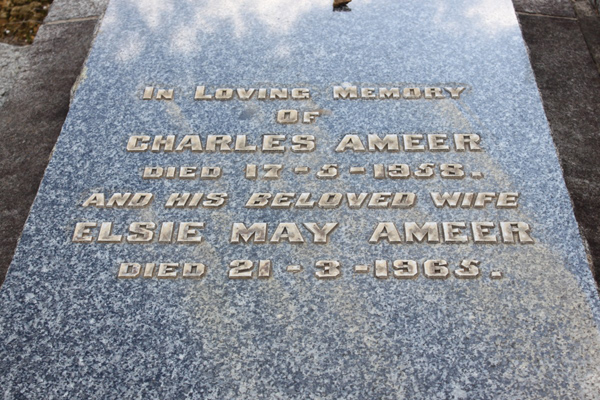 In Loving Memory
OF
CHARLES AMEER
DIED 17-5-1958.
AND HIS BELOVED WIFE
ELSIE MAY AMEER
DIED 21-3-1965.